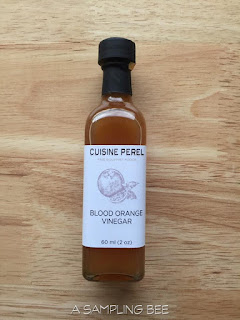 CUISINE PEREL
BLOOD ORANGE
VINEGAR
60 ml (2 oz)
A SAMPLING BEE